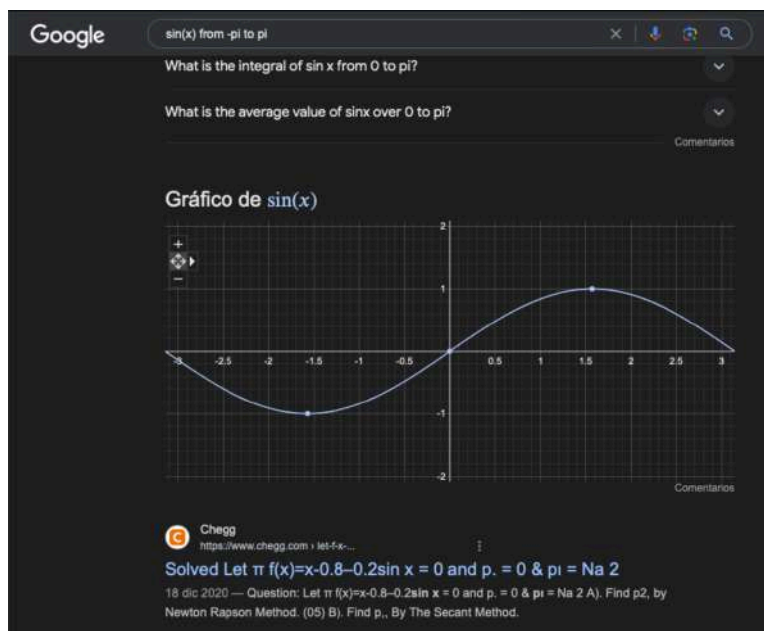 Google
sin(x) from -pi to pi
What is the integral of sin x from 0 to pi?
What is the average value of sinx over 0 to pi?
Comentarios
Gráfico de sin(x)
2
1
-3 -2.5 -2 -1.5 -1 -0.5 0 0.5 1 1.5 2 2.5 3
-1
-2
Comentarios
Chegg
https://www.chegg.com › let-f-x-...
Solved Let π f(x)=x-0.8–0.2sin x = 0 and p. = 0 & pı = Na 2
18 dic 2020 — Question: Let π f(x)=x-0.8–0.2sin x = 0 and p. = 0 & pı = Na 2 A). Find p2, by
Newton Rapson Method. (05) B). Find p,, By The Secant Method.